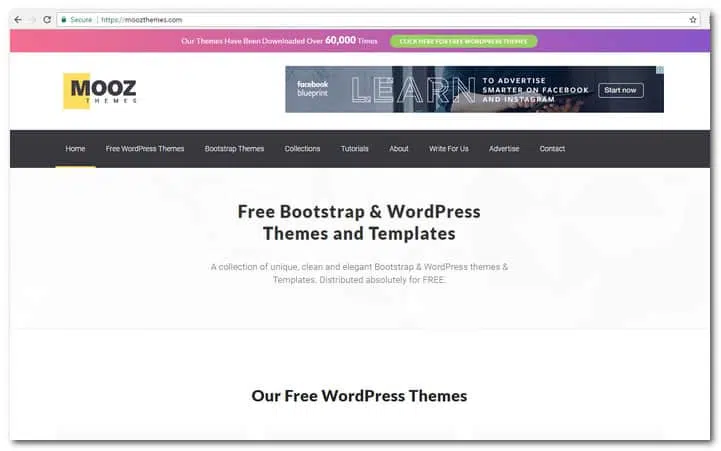 Secure https://moozthemes.com
Our Themes Have Been Downloaded Over 60,000 Times CLICK HERE FOR FREE WORDPRESS THEMES
MOOZ
THEMES
facebook
blueprint
LEARN
TO ADVERTISE
SMARTER ON FACEBOOK
AND INSTAGRAM
Start now
Home Free WordPress Themes Bootstrap Themes Collections Tutorials About Write For Us Advertise Contact
Free Bootstrap & WordPress
Themes and Templates
A collection of unique, clean and elegant Bootstrap & WordPress themes &
Templates. Distributed absolutely for FREE.
Our Free WordPress Themes